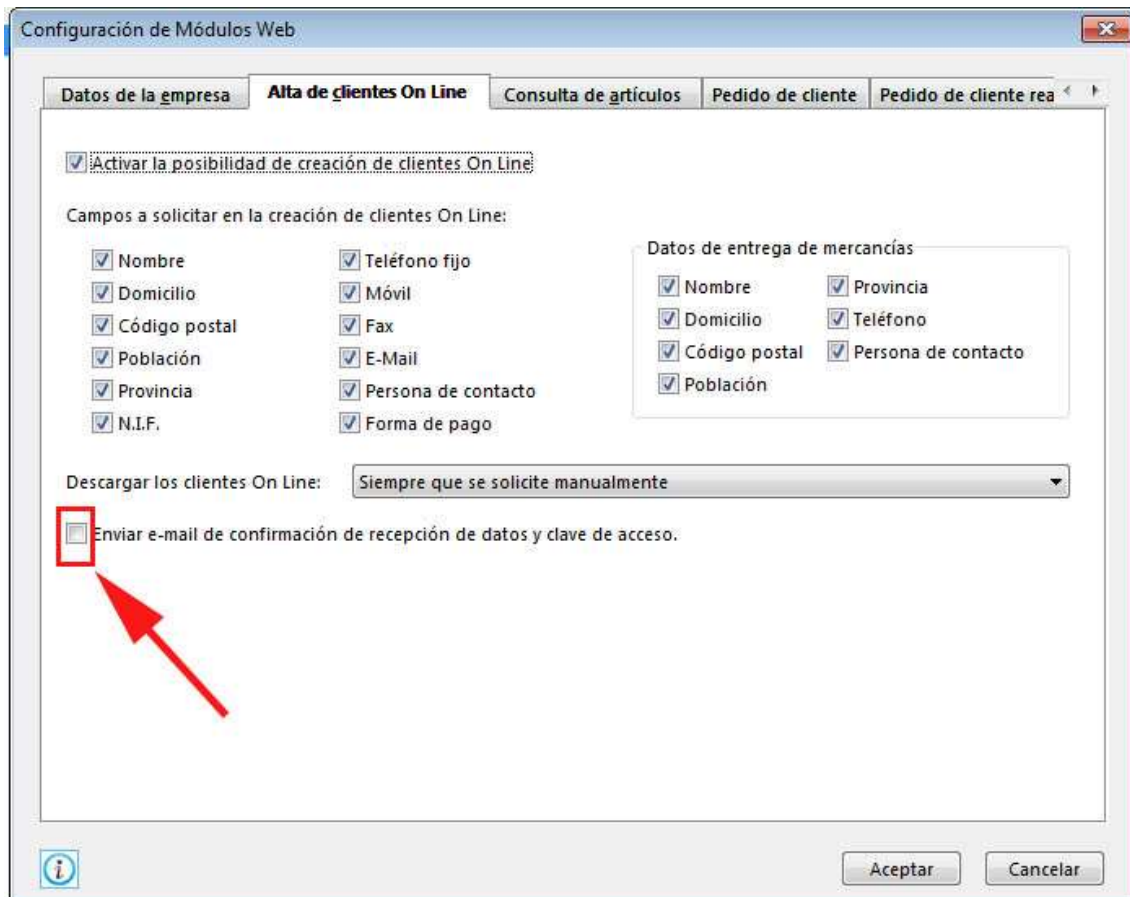 Configuración de Módulos Web
Datos de la empresa Alta de clientes On Line Consulta de artículos Pedido de cliente Pedido de cliente rea
Activar la posibilidad de creación de clientes On Line
Campos a solicitar en la creación de clientes On Line:
Nombre
Domicilio
Código postal
Población
Provincia
N.I.F.
Teléfono fijo
Móvil
Fax
E-Mail
Persona de contacto
Forma de pago
Datos de entrega de mercancías
Nombre
Domicilio
Código postal
Población
Provincia
Teléfono
Persona de contacto
Descargar los clientes On Line: Siempre que se solicite manualmente
Enviar e-mail de confirmación de recepción de datos y clave de acceso.
Aceptar Cancelar